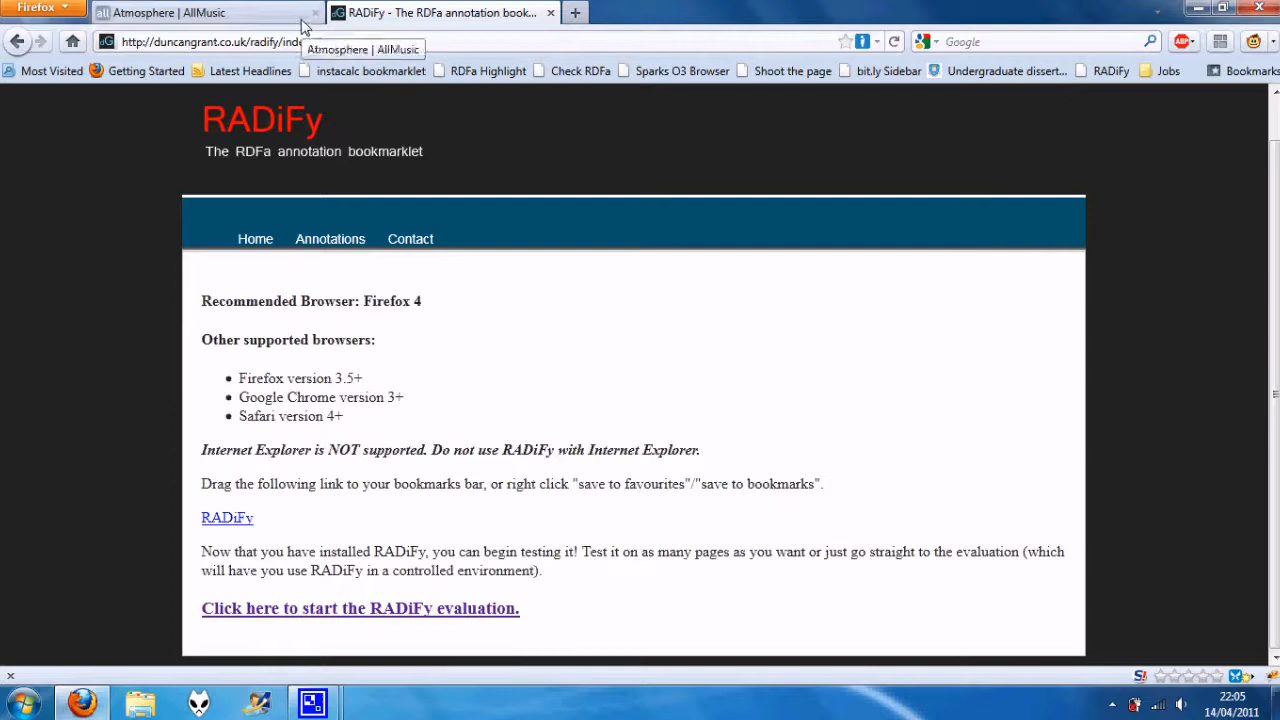 Firefox
all Atmosphere | AllMusic
dG RADiFy - The RDFa annotation book...
http://duncangrant.co.uk/radify/inde
Atmosphere | AllMusic
Google
ABP
Most Visited Getting Started Latest Headlines instacalc bookmarklet RDFa Highlight Check RDFa Sparks O3 Browser Shoot the page bit.ly Sidebar Undergraduate dissert... RADiFy Jobs Bookmarks
RADiFy
The RDFa annotation bookmarklet
Home Annotations Contact
Recommended Browser: Firefox 4
Other supported browsers:
Firefox version 3.5+
Google Chrome version 3+
Safari version 4+
Internet Explorer is NOT supported. Do not use RADiFy with Internet Explorer.
Drag the following link to your bookmarks bar, or right click "save to favourites"/"save to bookmarks".
RADiFy
Now that you have installed RADiFy, you can begin testing it! Test it on as many pages as you want or just go straight to the evaluation (which
will have you use RADiFy in a controlled environment).
Click here to start the RADiFy evaluation.
22:05
14/04/2011